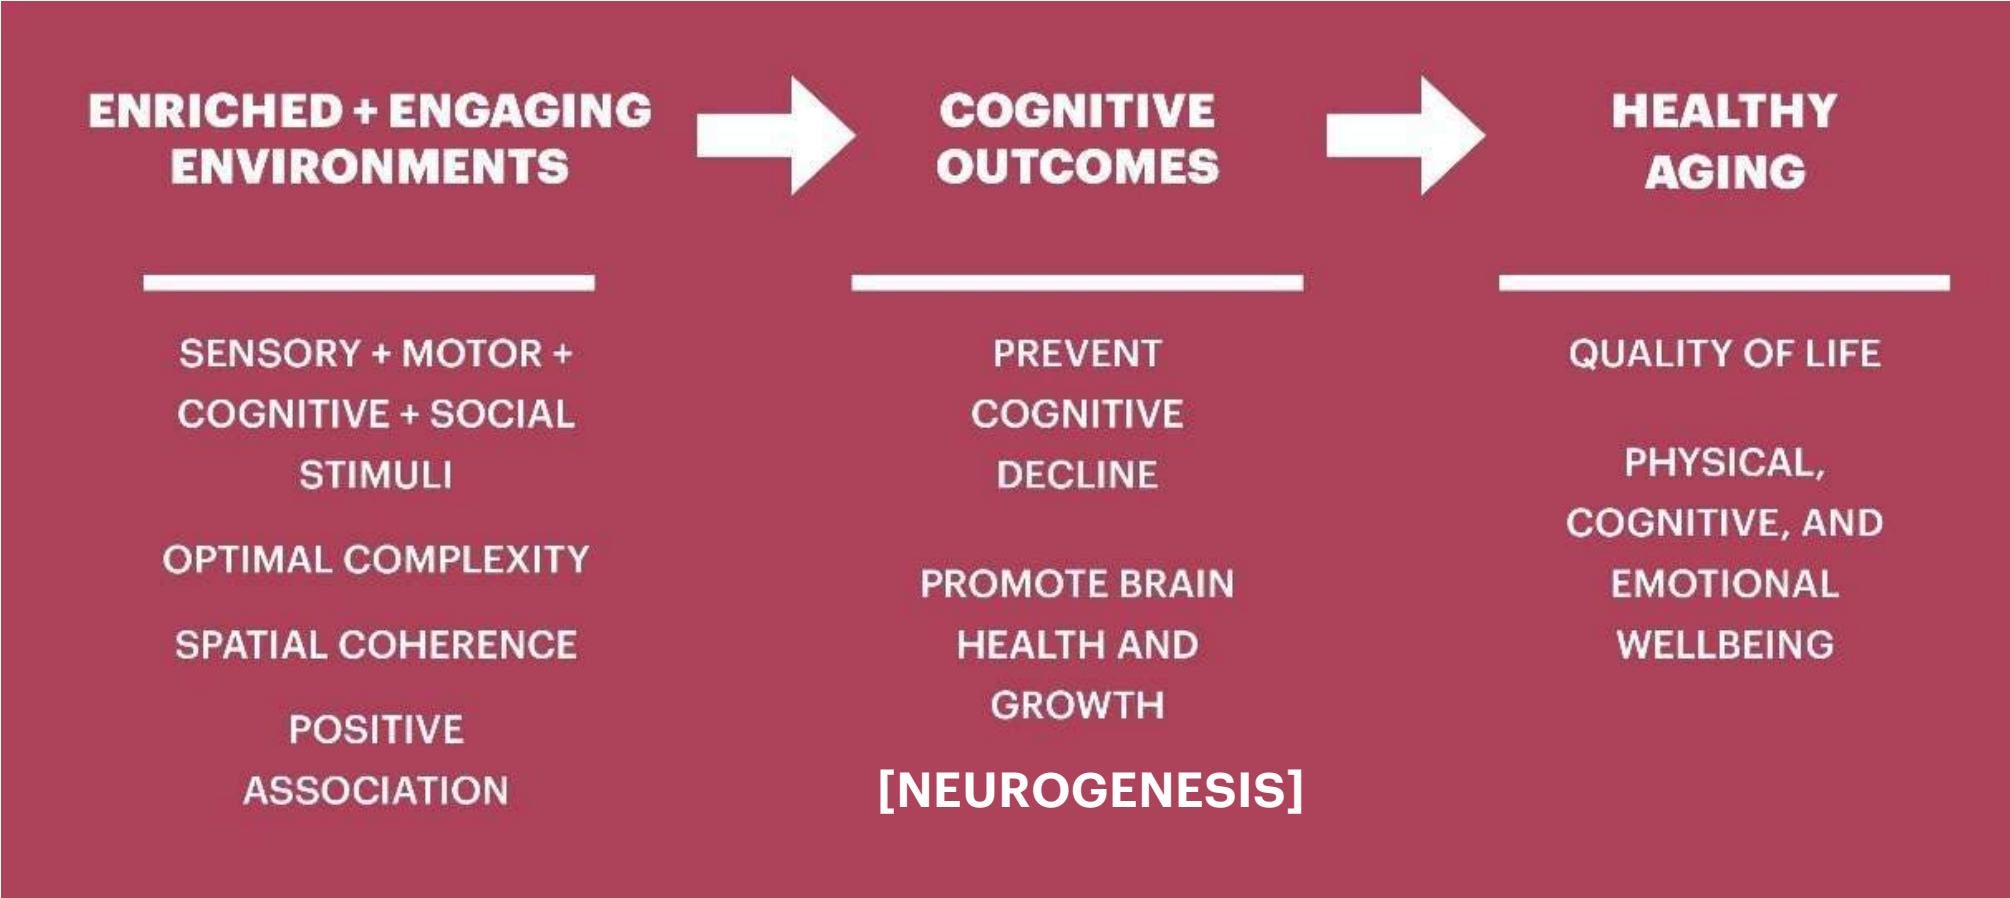 ENRICHED + ENGAGING
ENVIRONMENTS
COGNITIVE
OUTCOMES
HEALTHY
AGING
SENSORY + MOTOR +
COGNITIVE + SOCIAL
STIMULI
OPTIMAL COMPLEXITY
SPATIAL COHERENCE
POSITIVE
ASSOCIATION
PREVENT
COGNITIVE
DECLINE
PROMOTE BRAIN
HEALTH AND
GROWTH
[NEUROGENESIS]
QUALITY OF LIFE
PHYSICAL,
COGNITIVE, AND
EMOTIONAL
WELLBEING